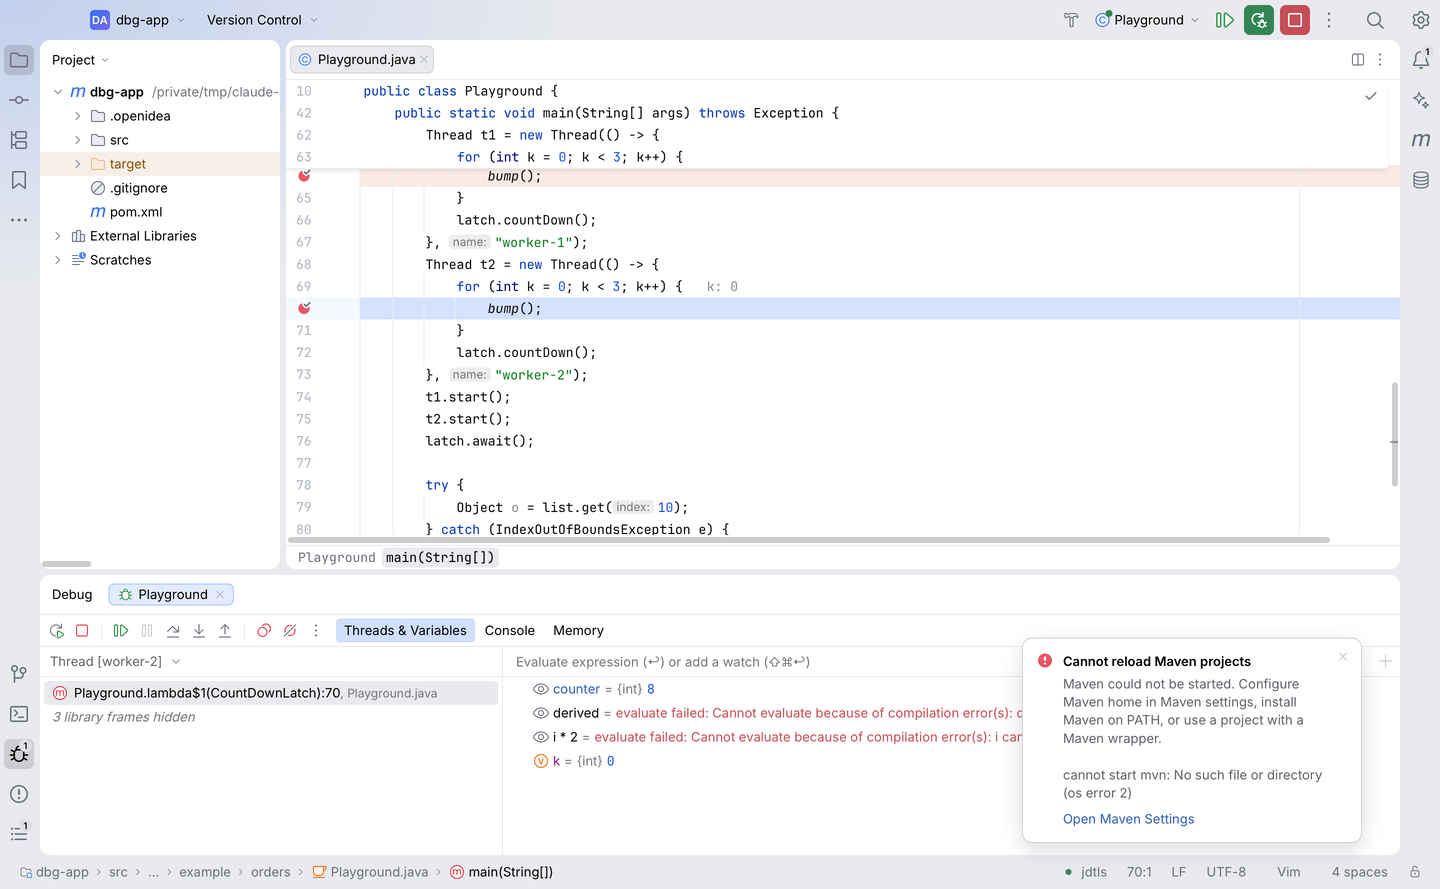 DA dbg-app Version Control Playground
Project
Playground.java
m dbg-app /private/tmp/claude-
.openidea
src
target
.gitignore
m pom.xml
External Libraries
Scratches
10 public class Playground {
42 public static void main(String[] args) throws Exception {
62 Thread t1 = new Thread(() -> {
63 for (int k = 0; k < 3; k++) {
bump();
65 }
66 latch.countDown();
67 }, name: "worker-1");
68 Thread t2 = new Thread(() -> {
69 for (int k = 0; k < 3; k++) { k: 0
bump();
71 }
72 latch.countDown();
73 }, name: "worker-2");
74 t1.start();
75 t2.start();
76 latch.await();
77
78 try {
79 Object o = list.get( index: 10);
80 } catch (IndexOutOfBoundsException e) {
Playground main(String[])
Debug Playground
Threads & Variables Console Memory
Thread [worker-2]
Playground.lambda$1(CountDownLatch):70, Playground.java
3 library frames hidden
Evaluate expression (↩) or add a watch (⇧⌘↩)
counter = {int} 8
derived = evaluate failed: Cannot evaluate because of compilation error(s):
i * 2 = evaluate failed: Cannot evaluate because of compilation error(s): i can
k = {int} 0
Cannot reload Maven projects
Maven could not be started. Configure
Maven home in Maven settings, install
Maven on PATH, or use a project with a
Maven wrapper.
cannot start mvn: No such file or directory
(os error 2)
Open Maven Settings
dbg-app > src > ... > example > orders > Playground.java > main(String[])
jdtls 70:1 LF UTF-8 Vim 4 spaces